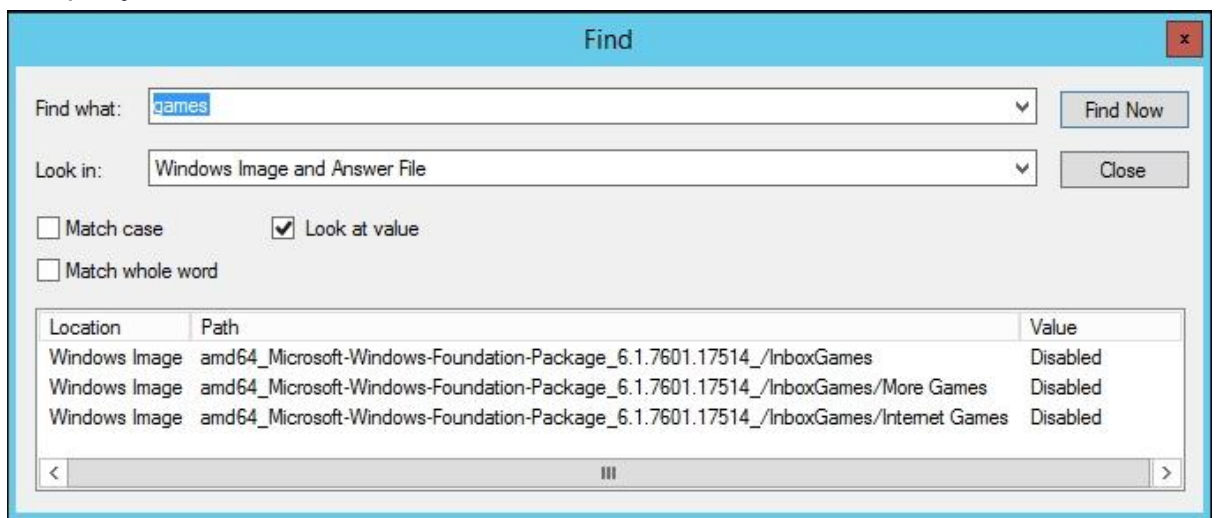 Find
x
Find what: games Find Now
Look in: Windows Image and Answer File Close
Match case Look at value
Match whole word
Location Path Value
Windows Image amd64_Microsoft-Windows-Foundation-Package_6.1.7601.17514_/InboxGames Disabled
Windows Image amd64_Microsoft-Windows-Foundation-Package_6.1.7601.17514_/InboxGames/More Games Disabled
Windows Image amd64_Microsoft-Windows-Foundation-Package_6.1.7601.17514_/InboxGames/Internet Games Disabled